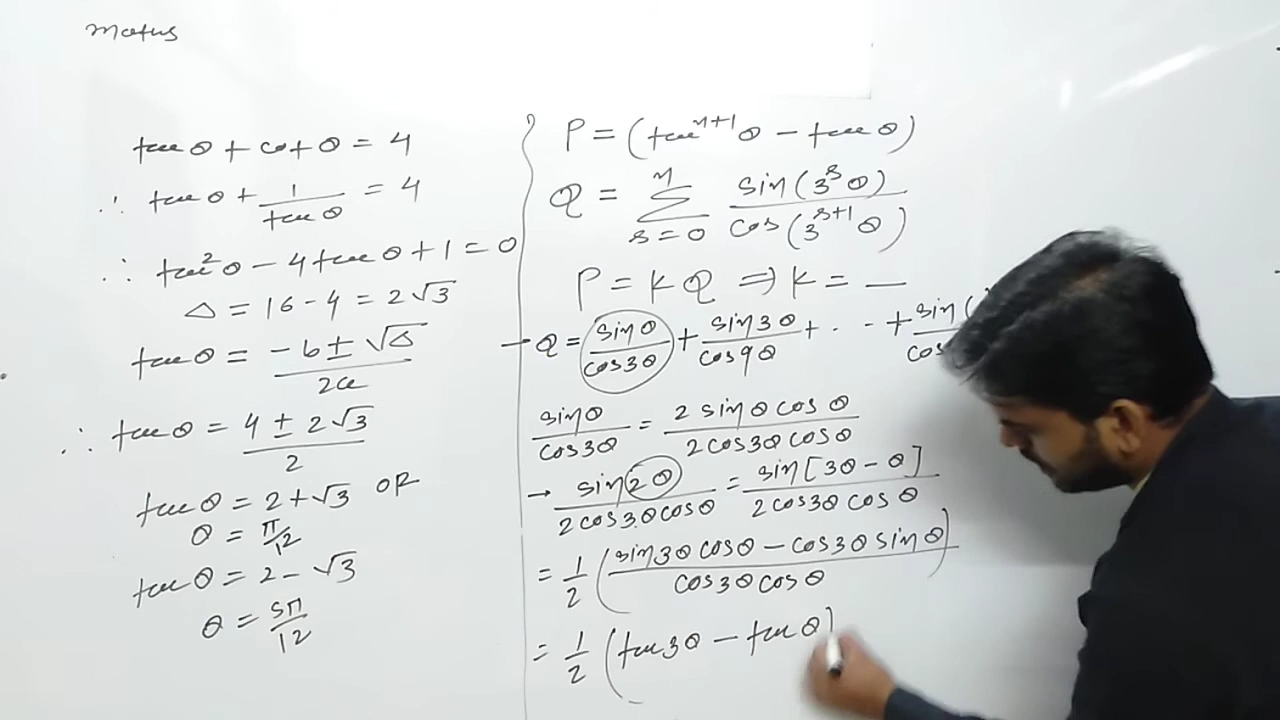 Maths
tan θ + cot θ = 4
∴ tan θ + 1/tan θ = 4
∴ tan² θ - 4 tan θ + 1 = 0
Δ = 16 - 4 = 2√3
tan θ = -b ± √Δ / 2a
∴ tan θ = 4 ± 2√3 / 2
tan θ = 2 + √3 OR
θ = π/12
tan θ = 2 - √3
θ = 5π/12
P = (tan^{n+1} θ - tan θ)
Q = Σ_{r=0}^{n} sin(3^r θ) / cos(3^{r+1} θ)
P = K Q ⇒ K = —
→ Q = sin θ / cos 3θ + sin 3θ / cos 9θ + ... + sin ( / cos
sin θ / cos 3θ = 2 sin θ cos θ / 2 cos 3θ cos θ
→ sin 2θ / 2 cos 3θ cos θ = sin [3θ - θ] / 2 cos 3θ cos θ
= 1/2 (sin 3θ cos θ - cos 3θ sin θ / cos 3θ cos θ)
= 1/2 (tan 3θ - tan θ)